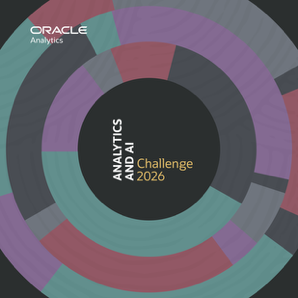 ORACLE
Analytics
ANALYTICS
AND AI
Challenge
2026